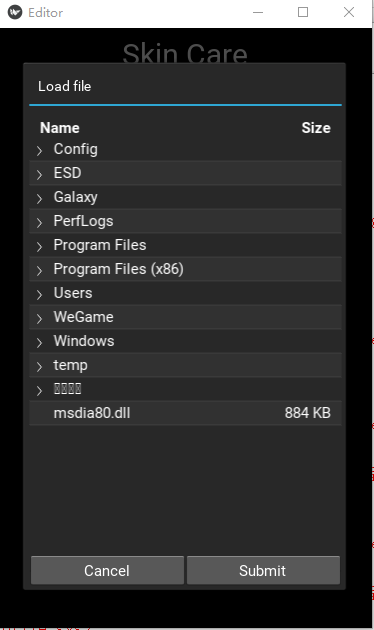 Editor
Skin Care
Load file
Name Size
Config
ESD
Galaxy
PerfLogs
Program Files
Program Files (x86)
Users
WeGame
Windows
temp
msdia80.dll 884 KB
Cancel Submit